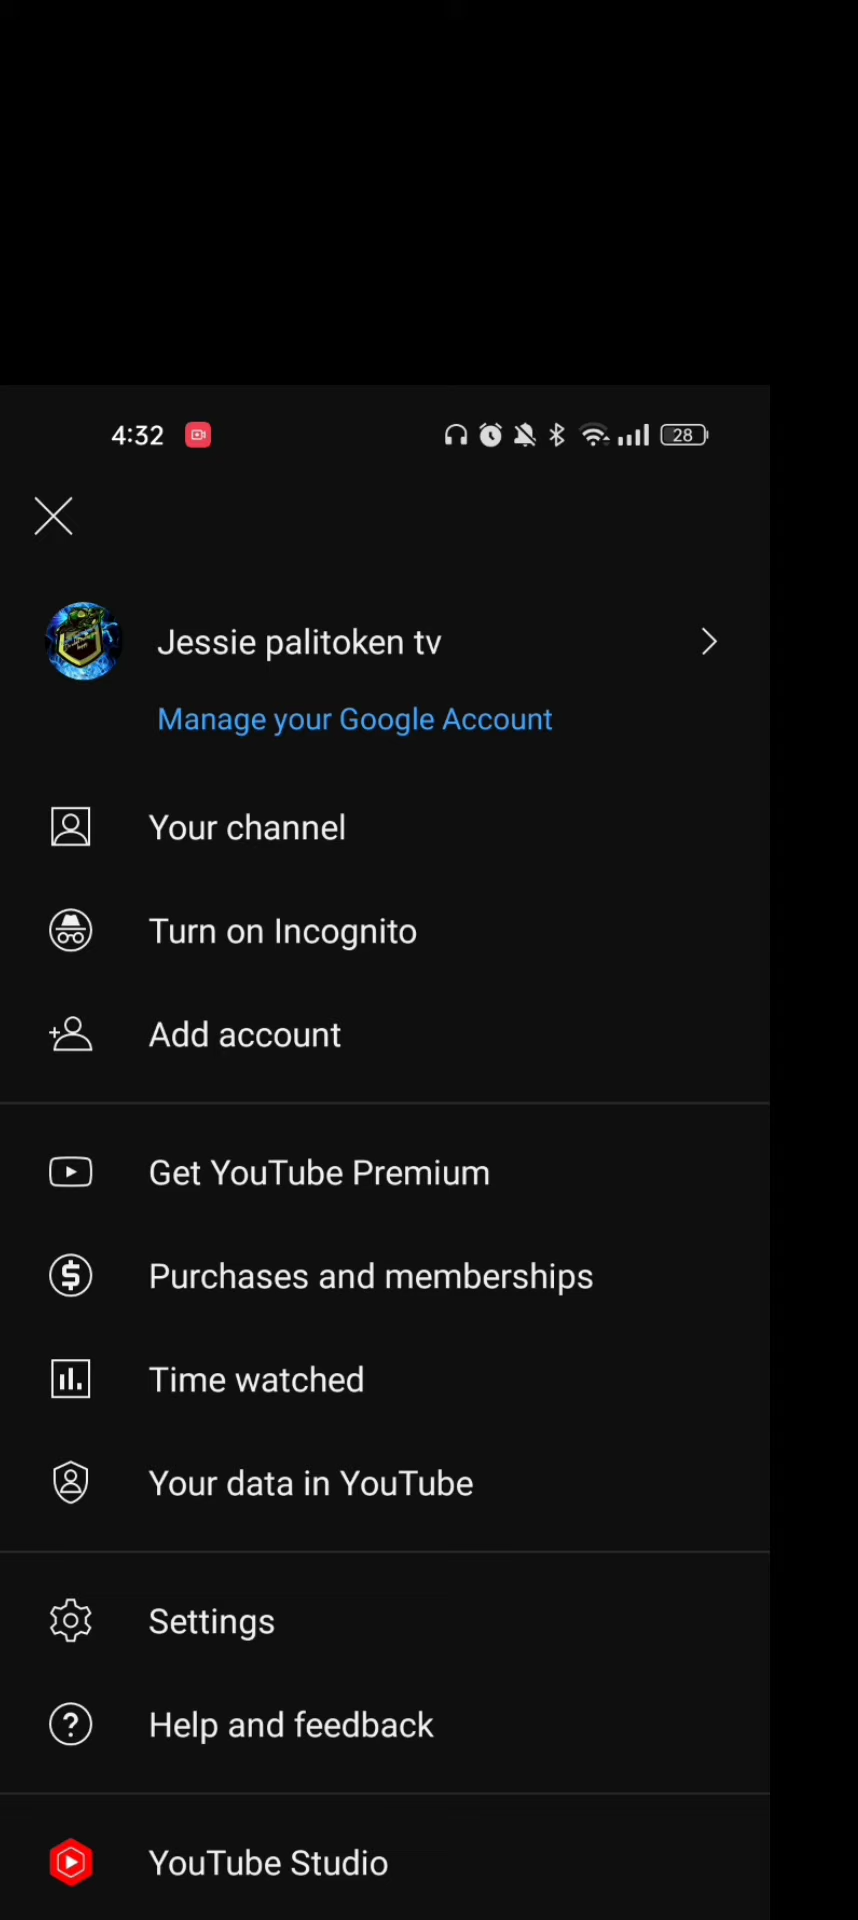 4:32
28
Jessie palitoken tv
Manage your Google Account
Your channel
Turn on Incognito
Add account
Get YouTube Premium
Purchases and memberships
Time watched
Your data in YouTube
Settings
Help and feedback
YouTube Studio